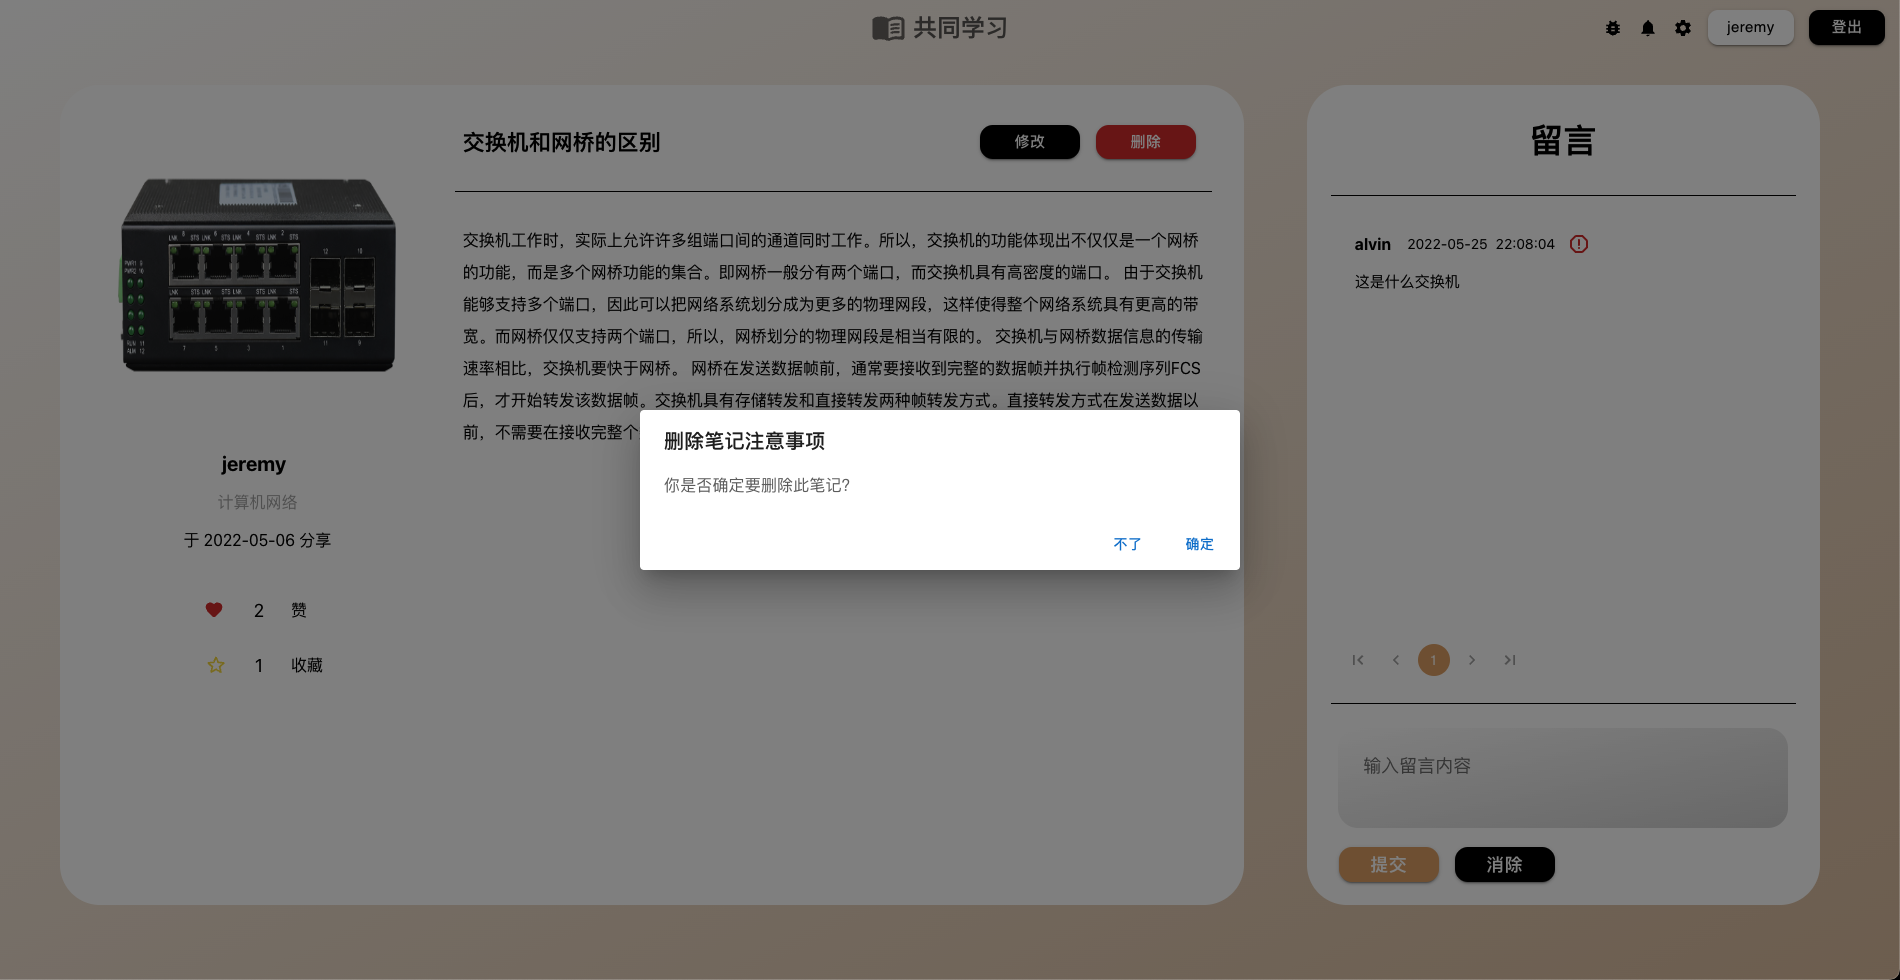 共同学习
jeremy
登出
交换机和网桥的区别
修改
删除
交换机工作时，实际上允许许多组端口间的通道同时工作。所以，交换机的功能体现出不仅仅是一个网桥
的功能，而是多个网桥功能的集合。即网桥一般分有两个端口，而交换机具有高密度的端口。 由于交换机
能够支持多个端口，因此可以把网络系统划分成为更多的物理网段，这样使得整个网络系统具有更高的带
宽。而网桥仅仅支持两个端口，所以，网桥划分的物理网段是相当有限的。 交换机与网桥数据信息的传输
速率相比，交换机要快于网桥。 网桥在发送数据帧前，通常要接收到完整的数据帧并执行帧检测序列FCS
后，才开始转发该数据帧。交换机具有存储转发和直接转发两种帧转发方式。直接转发方式在发送数据以
前，不需要在接收完整个
jeremy
计算机网络
于 2022-05-06 分享
2 赞
1 收藏
删除笔记注意事项
你是否确定要删除此笔记?
不了
确定
留言
alvin 2022-05-25 22:08:04
这是什么交换机
1
输入留言内容
提交
消除